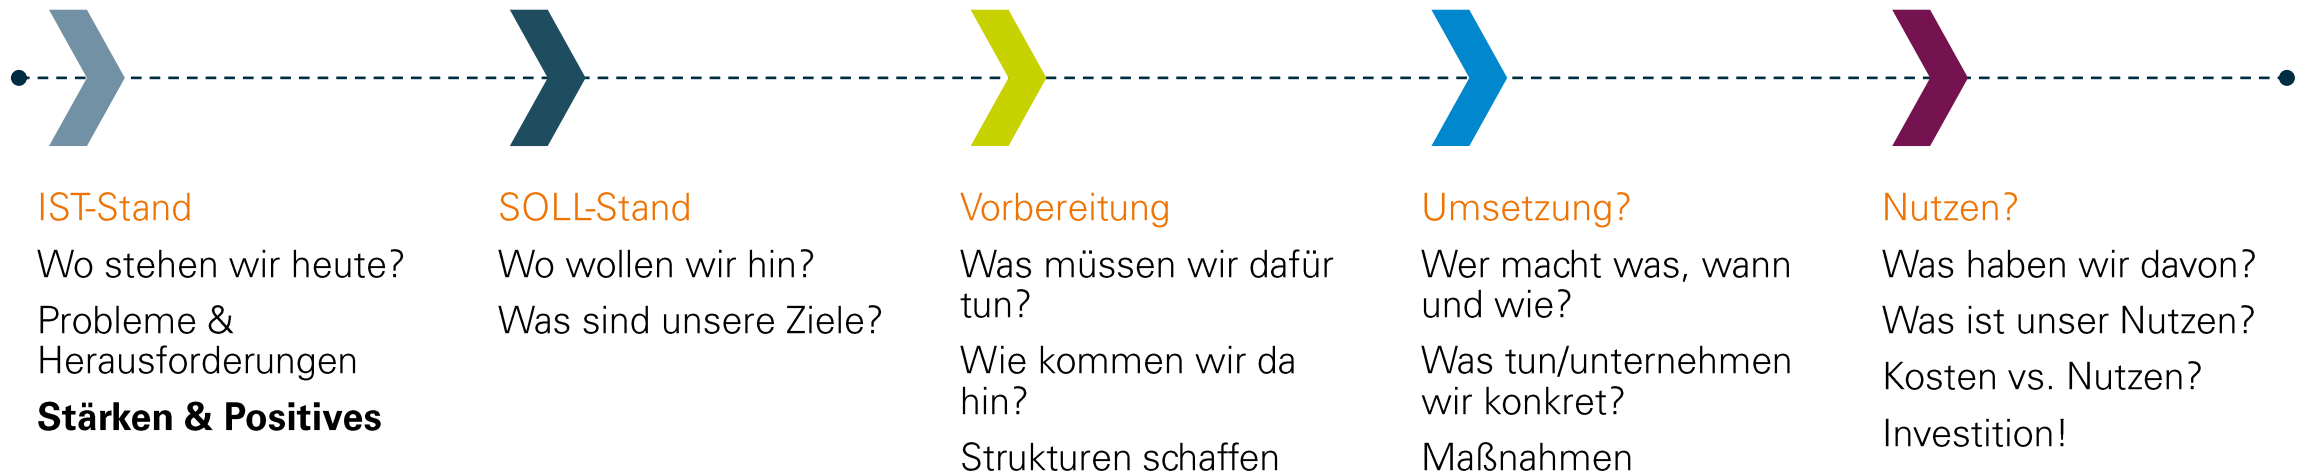 IST-Stand
Wo stehen wir heute?
Probleme &
Herausforderungen
Stärken & Positives
SOLL-Stand
Wo wollen wir hin?
Was sind unsere Ziele?
Vorbereitung
Was müssen wir dafür
tun?
Wie kommen wir da
hin?
Strukturen schaffen
Umsetzung?
Wer macht was, wann
und wie?
Was tun/unternehmen
wir konkret?
Maßnahmen
Nutzen?
Was haben wir davon?
Was ist unser Nutzen?
Kosten vs. Nutzen?
Investition!